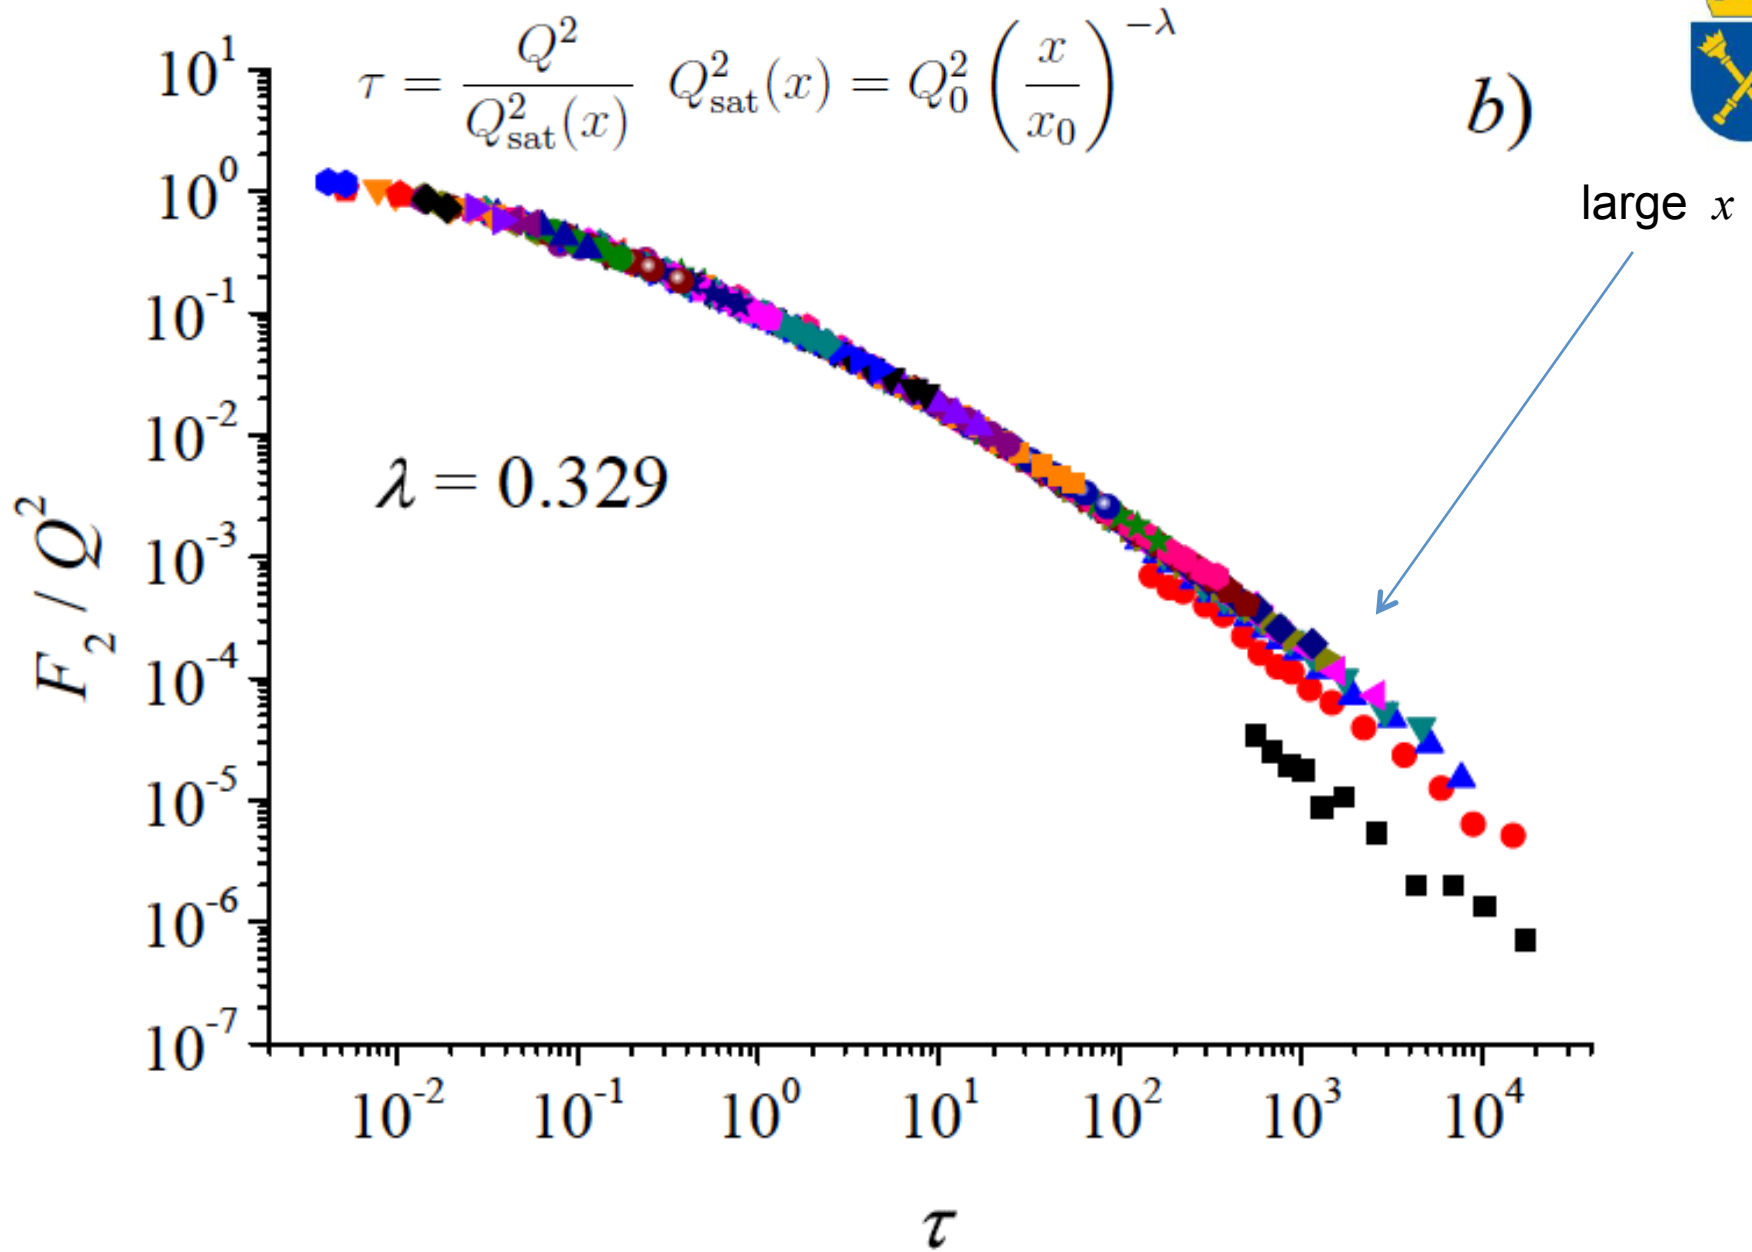 τ = Q² / Q²sat(x)  Q²sat(x) = Q²0 (x / x0)^−λ
b)
large x
λ = 0.329
F2 / Q²
10¹
10⁰
10⁻¹
10⁻²
10⁻³
10⁻⁴
10⁻⁵
10⁻⁶
10⁻⁷
10⁻² 10⁻¹ 10⁰ 10¹ 10² 10³ 10⁴
τ